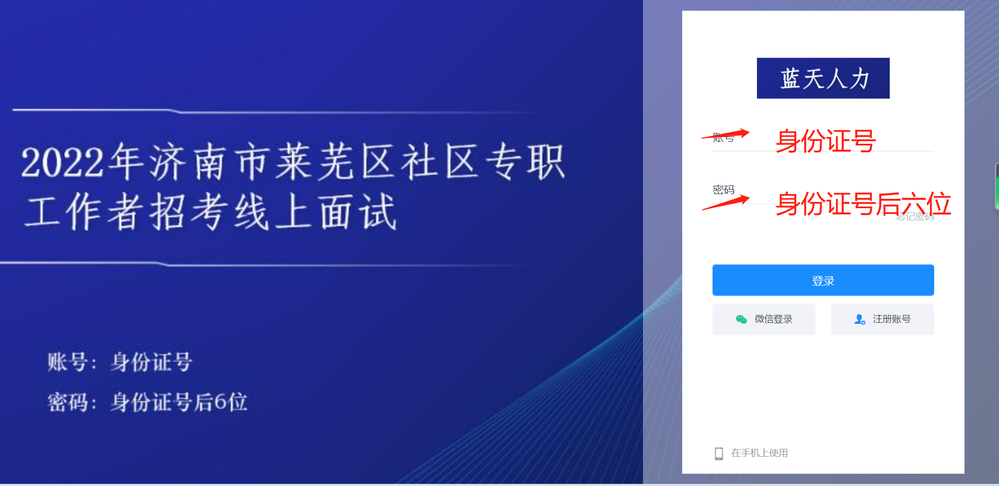 2022年济南市莱芜区社区专职
工作者招考线上面试
账号：身份证号
密码：身份证号后6位
蓝天人力
账号
身份证号
密码
身份证号后六位
忘记密码
登录
微信登录
注册账号
在手机上使用